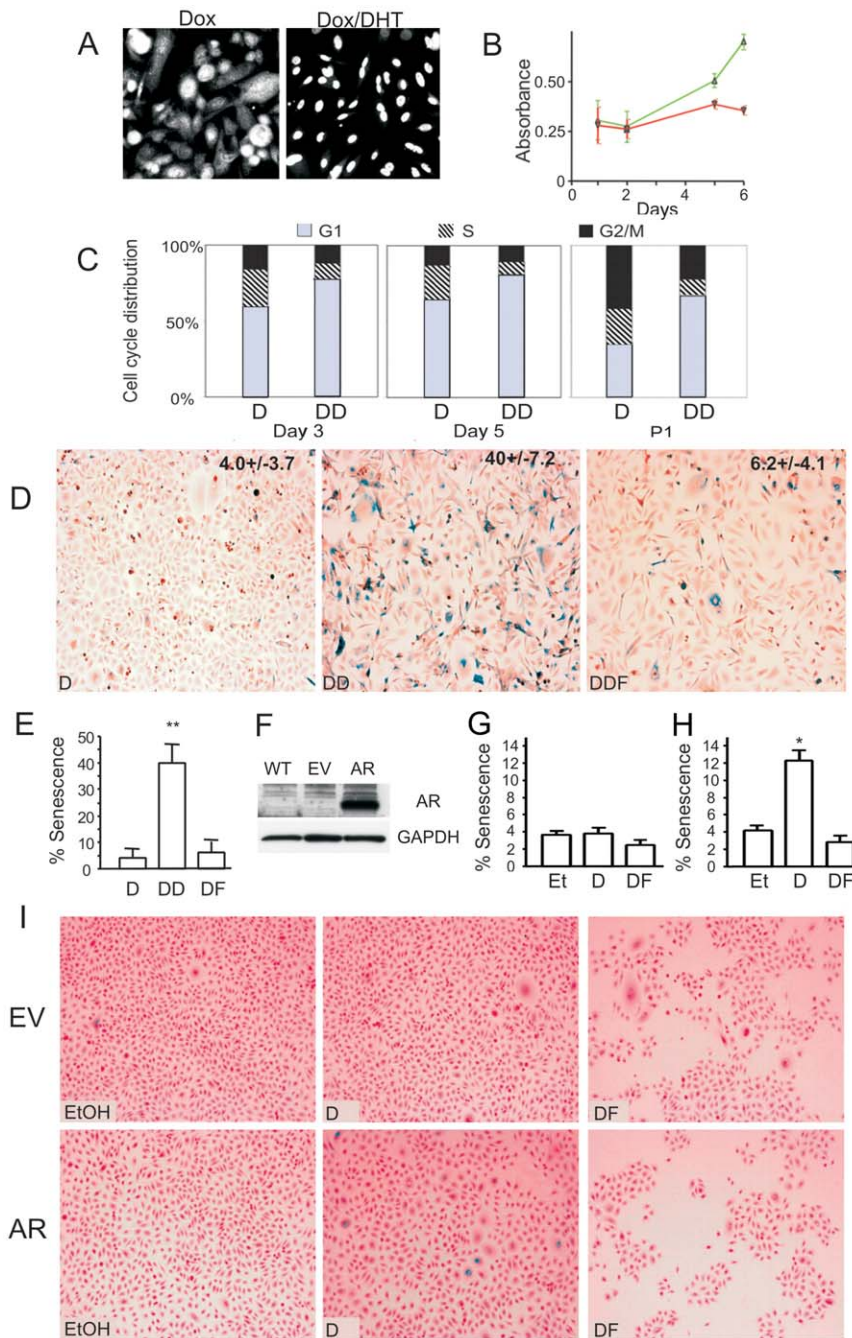 A
Dox
Dox/DHT
B
Absorbance
0.50
0.25
0
0 2 4 6
Days
G1 S G2/M
C
Cell cycle distribution
100%
50%
0%
D DD
Day 3
D DD
Day 5
D DD
P1
D
4.0+/-3.7
40+/-7.2
6.2+/-4.1
D
DD
DDF
E
% Senescence
50
40
30
20
10
0
**
D DD DF
F
WT EV AR
AR
GAPDH
G
% Senescence
14
12
10
8
6
4
2
0
Et D DF
H
% Senescence
14
12
10
8
6
4
2
0
*
Et D DF
I
EV
EtOH
D
DF
AR
EtOH
D
DF